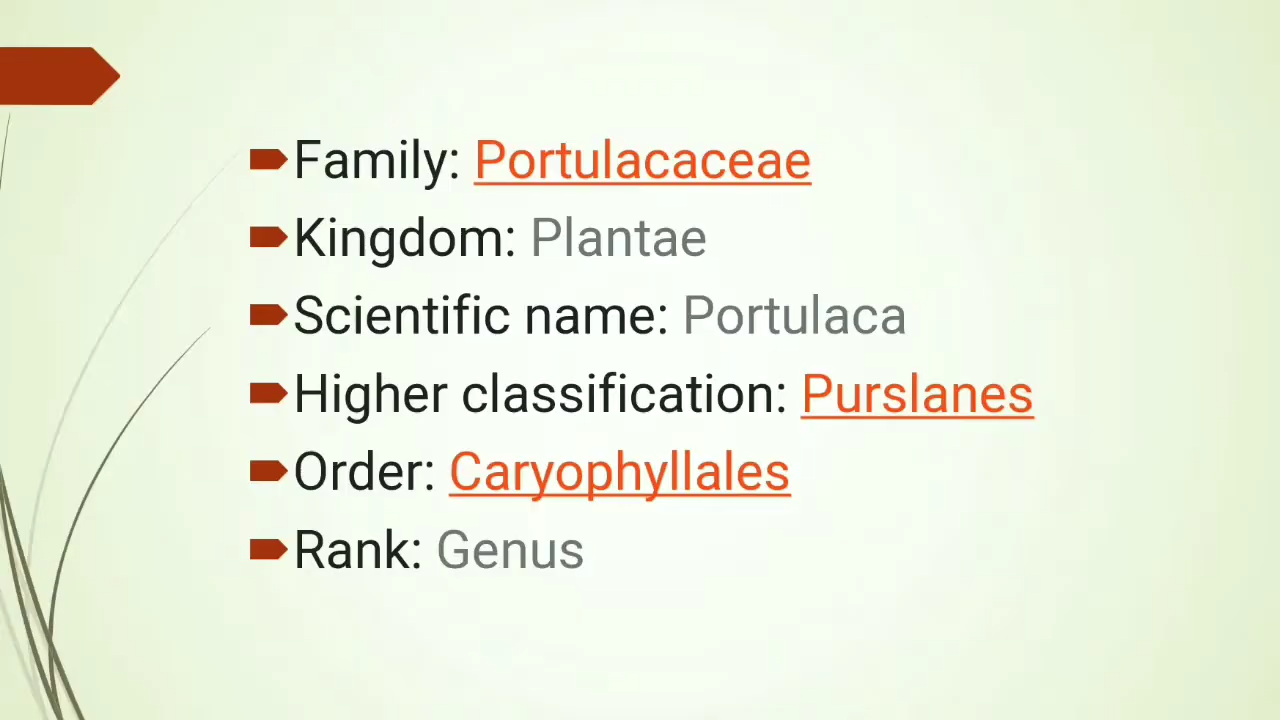 Family: Portulacaceae
Kingdom: Plantae
Scientific name: Portulaca
Higher classification: Purslanes
Order: Caryophyllales
Rank: Genus